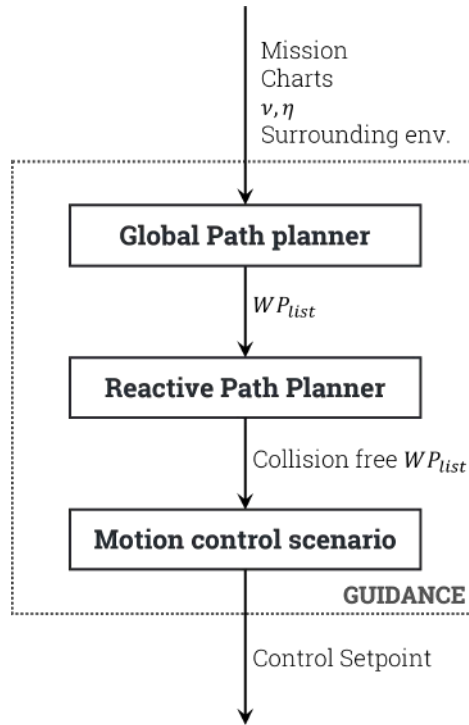 Mission
Charts
ν, η
Surrounding env.
Global Path planner
WP_list
Reactive Path Planner
Collision free WP_list
Motion control scenario
GUIDANCE
Control Setpoint